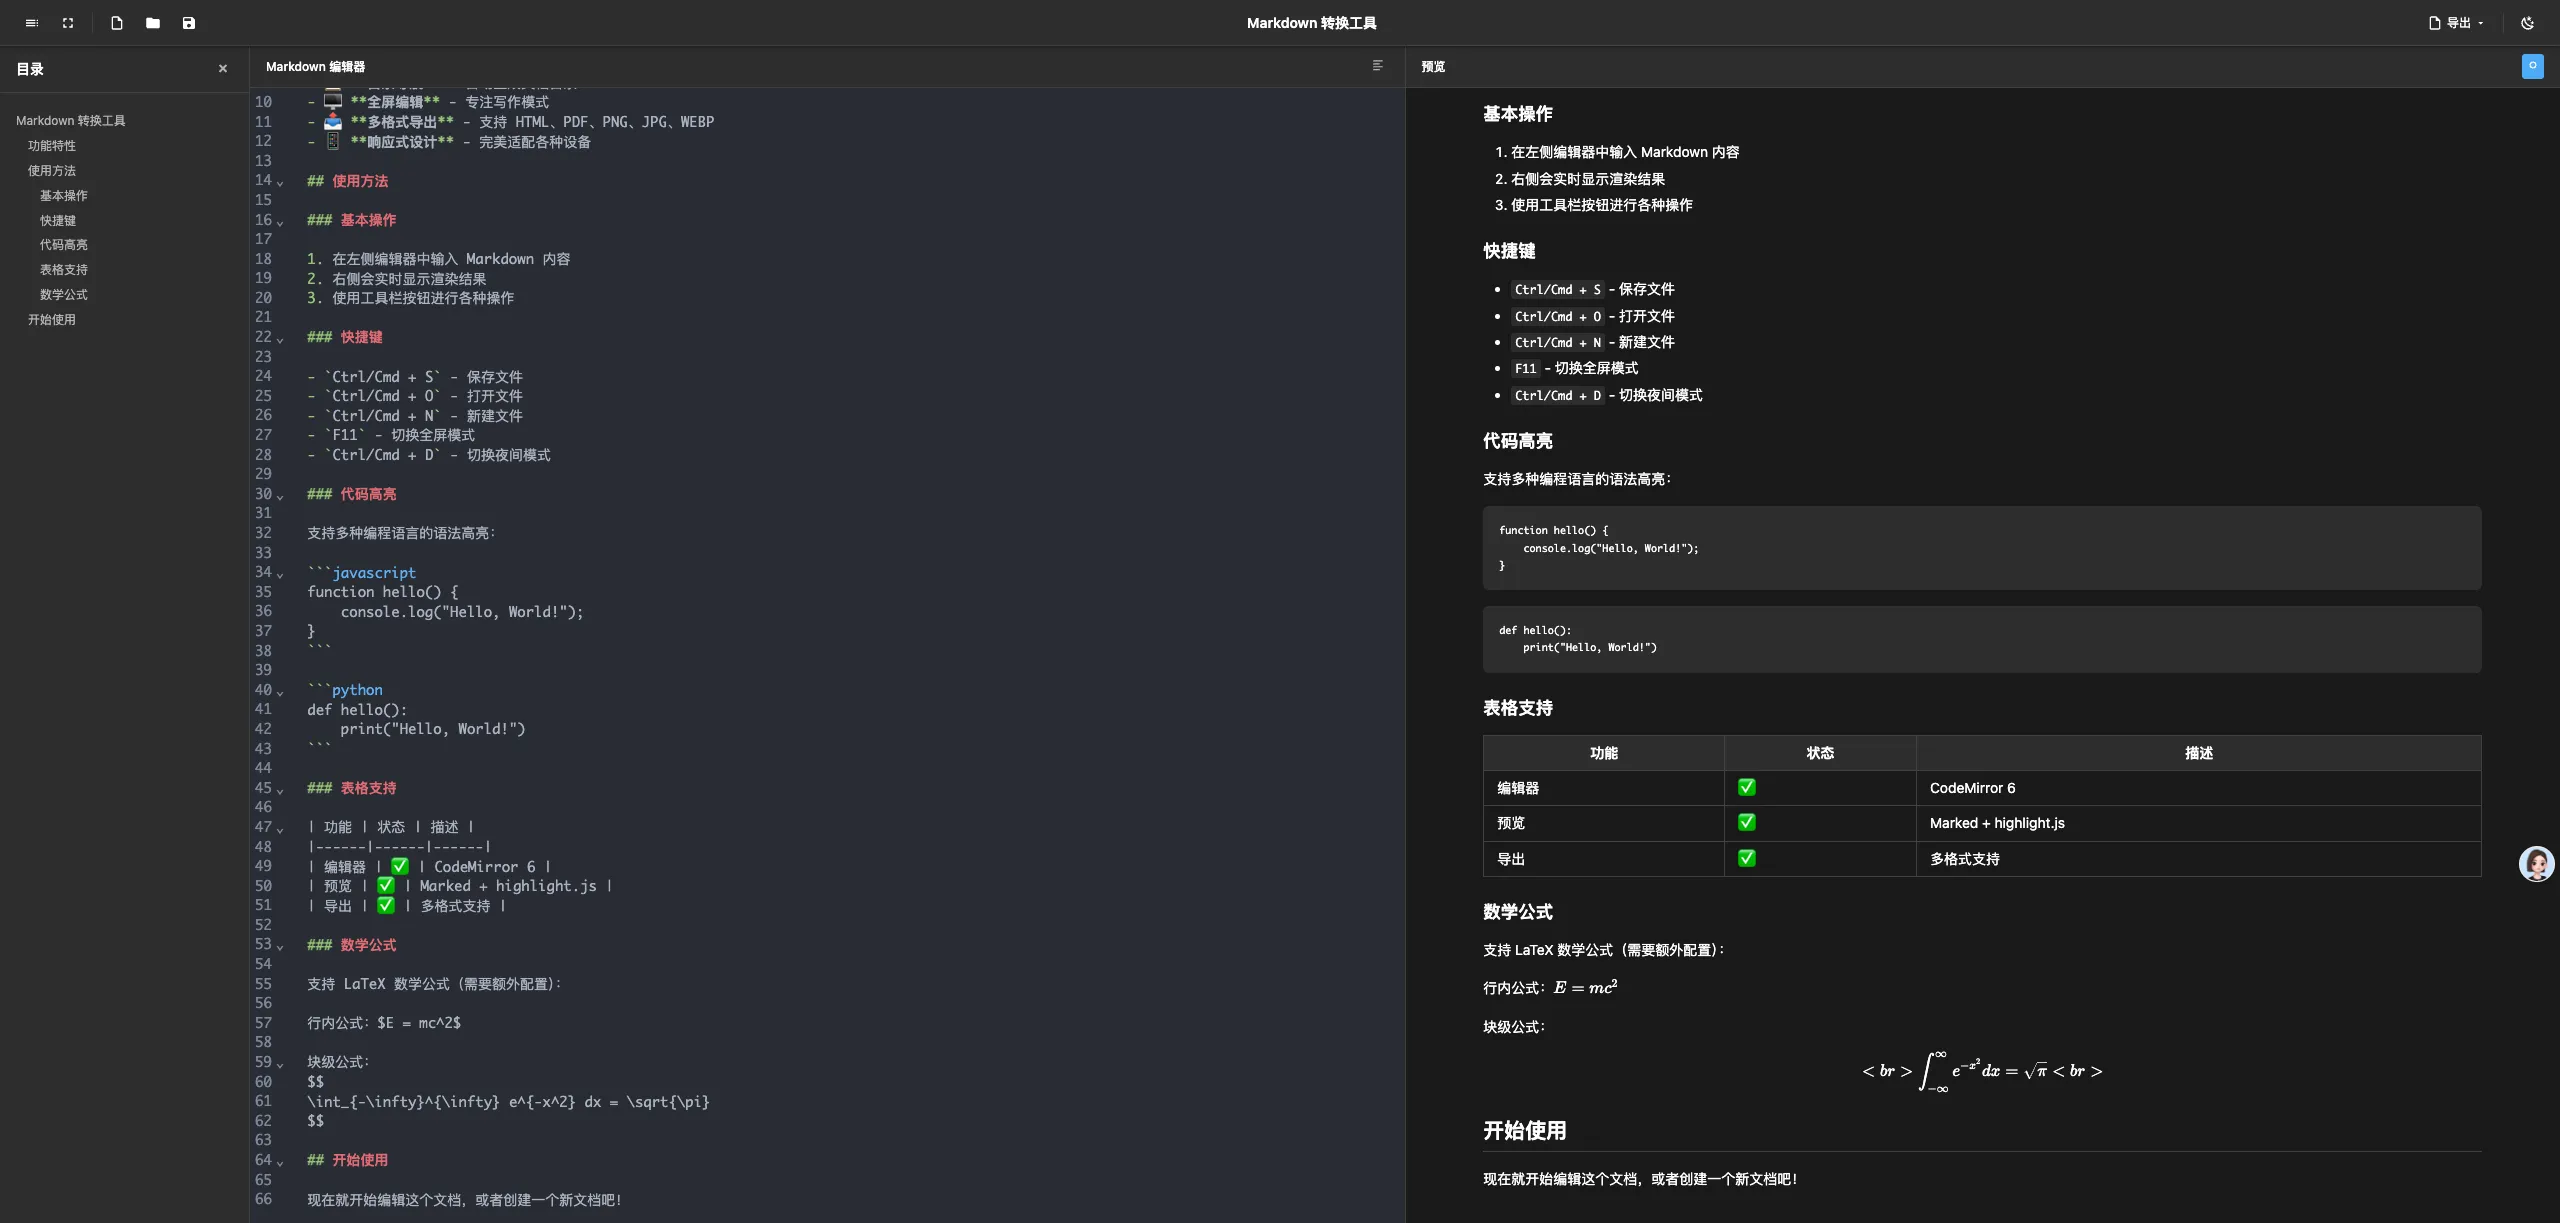 Markdown 转换工具
导出
目录
Markdown 转换工具
功能特性
使用方法
基本操作
快捷键
代码高亮
表格支持
数学公式
开始使用
Markdown 编辑器
10 - 🖥️ **全屏编辑** - 专注写作模式
11 - 📤 **多格式导出** - 支持 HTML、PDF、PNG、JPG、WEBP
12 - 📱 **响应式设计** - 完美适配各种设备
13
14 ## 使用方法
15
16 ### 基本操作
17
18 1. 在左侧编辑器中输入 Markdown 内容
19 2. 右侧会实时显示渲染结果
20 3. 使用工具栏按钮进行各种操作
21
22 ### 快捷键
23
24 - `Ctrl/Cmd + S` - 保存文件
25 - `Ctrl/Cmd + O` - 打开文件
26 - `Ctrl/Cmd + N` - 新建文件
27 - `F11` - 切换全屏模式
28 - `Ctrl/Cmd + D` - 切换夜间模式
29
30 ### 代码高亮
31
32 支持多种编程语言的语法高亮：
33
34 ```javascript
35 function hello() {
36     console.log("Hello, World!");
37 }
38 ```
39
40 ```python
41 def hello():
42     print("Hello, World!")
43 ```
44
45 ### 表格支持
46
47 | 功能 | 状态 | 描述 |
48 |------|------|------|
49 | 编辑器 | ✅ | CodeMirror 6 |
50 | 预览 | ✅ | Marked + highlight.js |
51 | 导出 | ✅ | 多格式支持 |
52
53 ### 数学公式
54
55 支持 LaTeX 数学公式（需要额外配置）：
56
57 行内公式：$E = mc^2$
58
59 块级公式：
60 $$
61 \int_{-\infty}^{\infty} e^{-x^2} dx = \sqrt{\pi}
62 $$
63
64 ## 开始使用
65
66 现在就开始编辑这个文档，或者创建一个新文档吧！
预览
基本操作
1. 在左侧编辑器中输入 Markdown 内容
2. 右侧会实时显示渲染结果
3. 使用工具栏按钮进行各种操作
快捷键
• Ctrl/Cmd + S - 保存文件
• Ctrl/Cmd + O - 打开文件
• Ctrl/Cmd + N - 新建文件
• F11 - 切换全屏模式
• Ctrl/Cmd + D - 切换夜间模式
代码高亮
支持多种编程语言的语法高亮：
function hello() {
    console.log("Hello, World!");
}
def hello():
    print("Hello, World!")
表格支持
功能 状态 描述
编辑器 ✅ CodeMirror 6
预览 ✅ Marked + highlight.js
导出 ✅ 多格式支持
数学公式
支持 LaTeX 数学公式（需要额外配置）：
行内公式：E = mc²
块级公式：
<br> ∫_{-∞}^{∞} e^{-x²} dx = √π <br>
开始使用
现在就开始编辑这个文档，或者创建一个新文档吧！